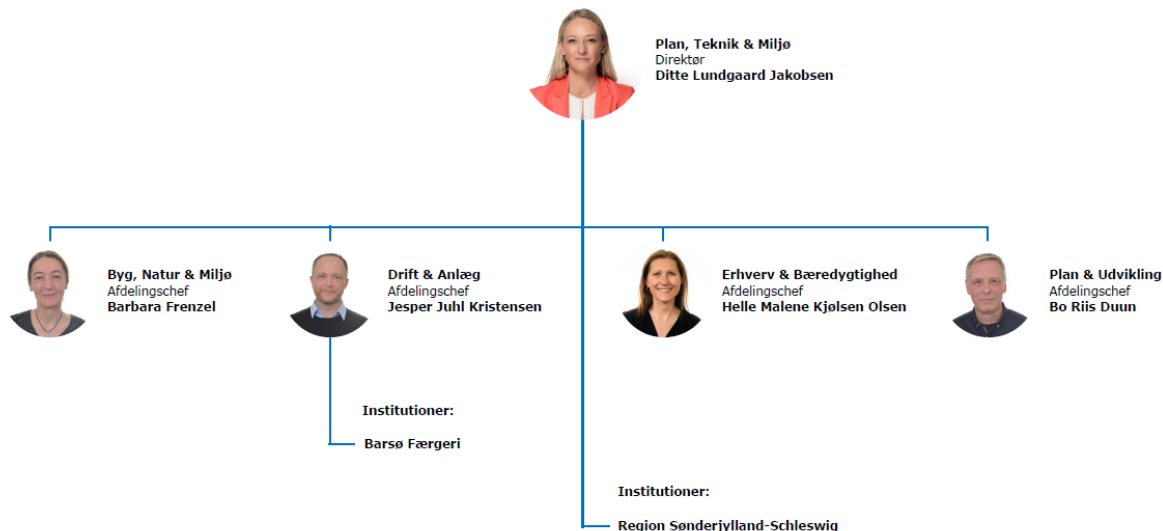 Plan, Teknik & Miljø
Direktør
Ditte Lundgaard Jakobsen
Byg, Natur & Miljø
Afdelingschef
Barbara Frenzel
Drift & Anlæg
Afdelingschef
Jesper Juhl Kristensen
Erhverv & Bæredygtighed
Afdelingschef
Helle Malene Kjølsen Olsen
Plan & Udvikling
Afdelingschef
Bo Riis Duun
Institutioner:
Barsø Færgeri
Institutioner:
Region Sønderjylland-Schleswig